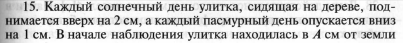 15. Каждый солнечный день улитка, сидящая на дереве, под-
нимается вверх на 2 см, а каждый пасмурный день опускается вниз
на 1 см. В начале наблюдения улитка находилась в A см от земли